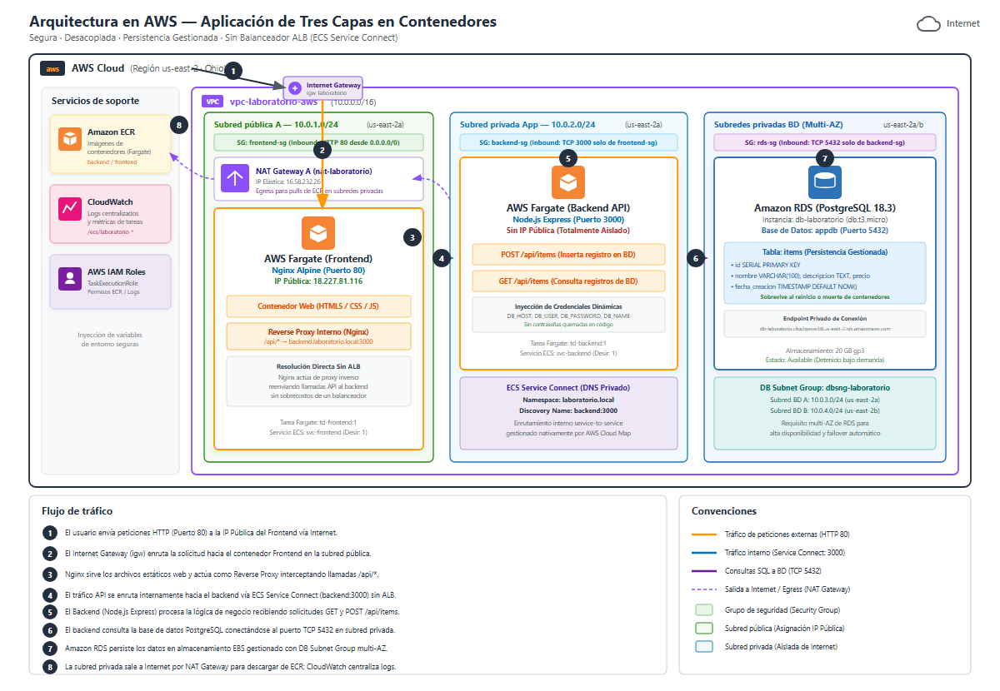 Arquitectura en AWS — Aplicación de Tres Capas en Contenedores
Segura · Desacoplada · Persistencia Gestionada · Sin Balanceador ALB (ECS Service Connect)
Internet
aws
AWS Cloud (Región us-east-2 - Ohio)
1
Internet Gateway
igw-laboratorio
Servicios de soporte
Amazon ECR
Imágenes de
contenedores (Fargate)
backend / frontend
8
CloudWatch
Logs centralizados
y métricas de tareas
/ecs/laboratorio-*
AWS IAM Roles
TaskExecutionRole
Permisos ECR / Logs
Inyección de variables
de entorno seguras
VPC
vpc-laboratorio-aws (10.0.0.0/16)
Subred pública A — 10.0.1.0/24 (us-east-2a)
SG: frontend-sg (Inbound: TCP 80 desde 0.0.0.0/0)
2
NAT Gateway A (nat-laboratorio)
IP Elástica: 16.58.232.26
Egress para pulls de ECR en subredes privadas
3
AWS Fargate (Frontend)
Nginx Alpine (Puerto 80)
IP Pública: 18.227.81.116
Contenedor Web (HTML5 / CSS / JS)
Reverse Proxy Interno (Nginx)
/api/* → backend.laboratorio.local:3000
Resolución Directa Sin ALB
Nginx actúa de proxy inverso
reenviando llamadas API al backend
sin sobrecostos de un balanceador
Tarea Fargate: td-frontend:1
Servicio ECS: svc-frontend (Desir: 1)
4
Subred privada App — 10.0.2.0/24 (us-east-2a)
SG: backend-sg (Inbound: TCP 3000 solo de frontend-sg)
5
AWS Fargate (Backend API)
Node.js Express (Puerto 3000)
Sin IP Pública (Totalmente Aislado)
POST /api/items (Inserta registro en BD)
GET /api/items (Consulta registros de BD)
Inyección de Credenciales Dinámicas
DB_HOST, DB_USER, DB_PASSWORD, DB_NAME
Sin contraseñas quemadas en código
Tarea Fargate: td-backend:1
Servicio ECS: svc-backend (Desir: 1)
ECS Service Connect (DNS Privado)
Namespace: laboratorio.local
Discovery Name: backend:3000
Enrutamiento interno service-to-service
gestionado nativamente por AWS Cloud Map
6
Subredes privadas BD (Multi-AZ) us-east-2a/b
SG: rds-sg (Inbound: TCP 5432 solo de backend-sg)
7
Amazon RDS (PostgreSQL 18.3)
Instancia: db-laboratorio (db.t3.micro)
Base de Datos: appdb (Puerto 5432)
Tabla: items (Persistencia Gestionada)
• id SERIAL PRIMARY KEY
• nombre VARCHAR(100), descripcion TEXT, precio
• fecha_creacion TIMESTAMP DEFAULT NOW()
Sobrevive al reinicio o muerte de contenedores
Endpoint Privado de Conexión
Almacenamiento: 20 GB gp3
Estado: Available (Detenido bajo demanda)
DB Subnet Group: dbsng-laboratorio
Subred BD A: 10.0.3.0/24 (us-east-2a)
Subred BD B: 10.0.4.0/24 (us-east-2b)
Requisito multi-AZ de RDS para
alta disponibilidad y failover automático
Flujo de tráfico
1 El usuario envía peticiones HTTP (Puerto 80) a la IP Pública del Frontend vía Internet.
2 El Internet Gateway (igw) enruta la solicitud hacia el contenedor Frontend en la subred pública.
3 Nginx sirve los archivos estáticos web y actúa como Reverse Proxy interceptando llamadas /api/*.
4 El tráfico API se enruta internamente hacia el backend vía ECS Service Connect (backend:3000) sin ALB.
5 El Backend (Node.js Express) procesa la lógica de negocio recibiendo solicitudes GET y POST /api/items.
6 El backend consulta la base de datos PostgreSQL conectándose al puerto TCP 5432 en subred privada.
7 Amazon RDS persiste los datos en almacenamiento EBS gestionado con DB Subnet Group multi-AZ.
8 La subred privada sale a Internet por NAT Gateway para descargar de ECR; CloudWatch centraliza logs.
Convenciones
Tráfico de peticiones externas (HTTP 80)
Tráfico interno (Service Connect: 3000)
Consultas SQL a BD (TCP 5432)
Salida a Internet / Egress (NAT Gateway)
Grupo de seguridad (Security Group)
Subred pública (Asignación IP Pública)
Subred privada (Aislada de Internet)